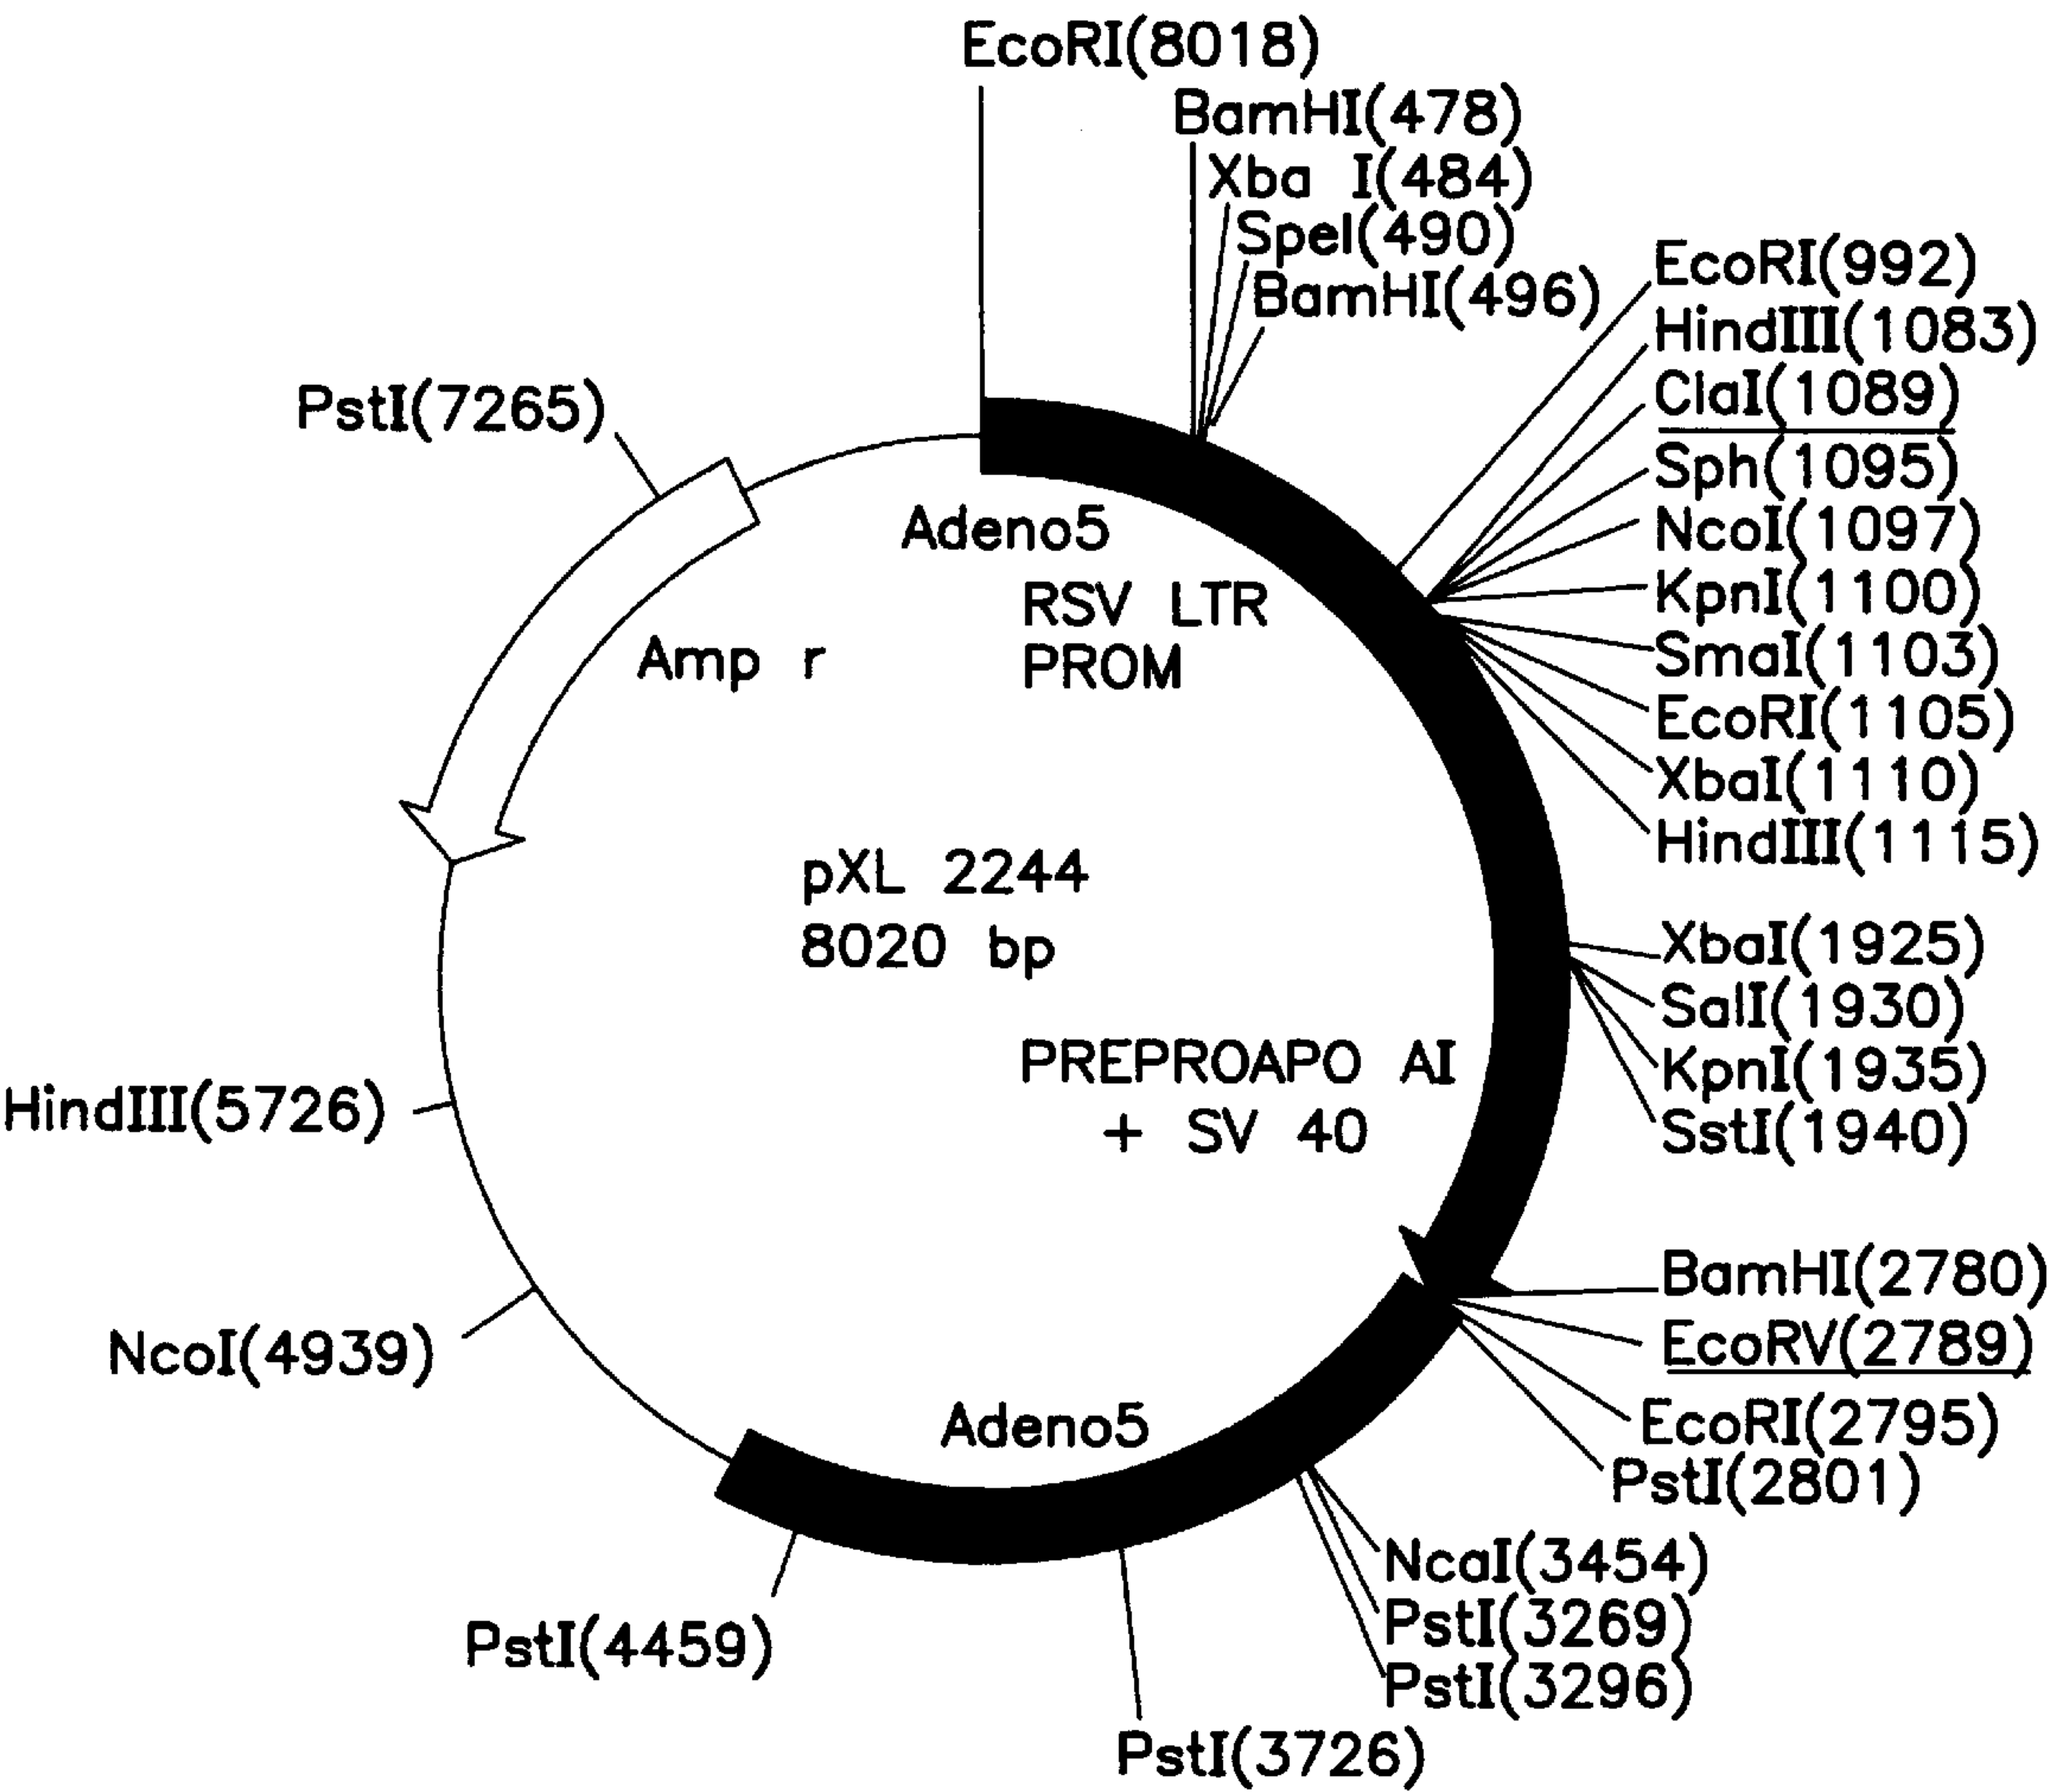 EcoRI(8018)
BamHI(478)
Xba I(484)
SpeI(490)
BamHI(496)
EcoRI(992)
HindIII(1083)
ClaI(1089)
Sph(1095)
NcoI(1097)
KpnI(1100)
SmaI(1103)
EcoRI(1105)
XbaI(1110)
HindIII(1115)
XbaI(1925)
SalI(1930)
KpnI(1935)
SstI(1940)
BamHI(2780)
EcoRV(2789)
EcoRI(2795)
PstI(2801)
NcaI(3454)
PstI(3269)
PstI(3296)
PstI(3726)
PstI(4459)
NcoI(4939)
HindIII(5726)
PstI(7265)
Adeno5
RSV LTR
PROM
Amp r
pXL 2244
8020 bp
PREPROAPO AI
+ SV 40
Adeno5